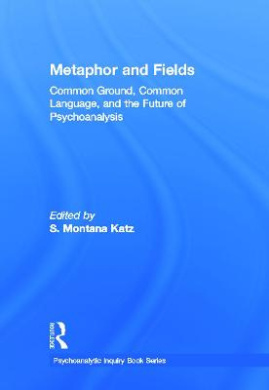 Metaphor and Fields
Common Ground, Common
Language, and the Future of
Psychoanalysis
Edited by
S. Montana Katz
ROUTLEDGE
Psychoanalytic Inquiry Book Series